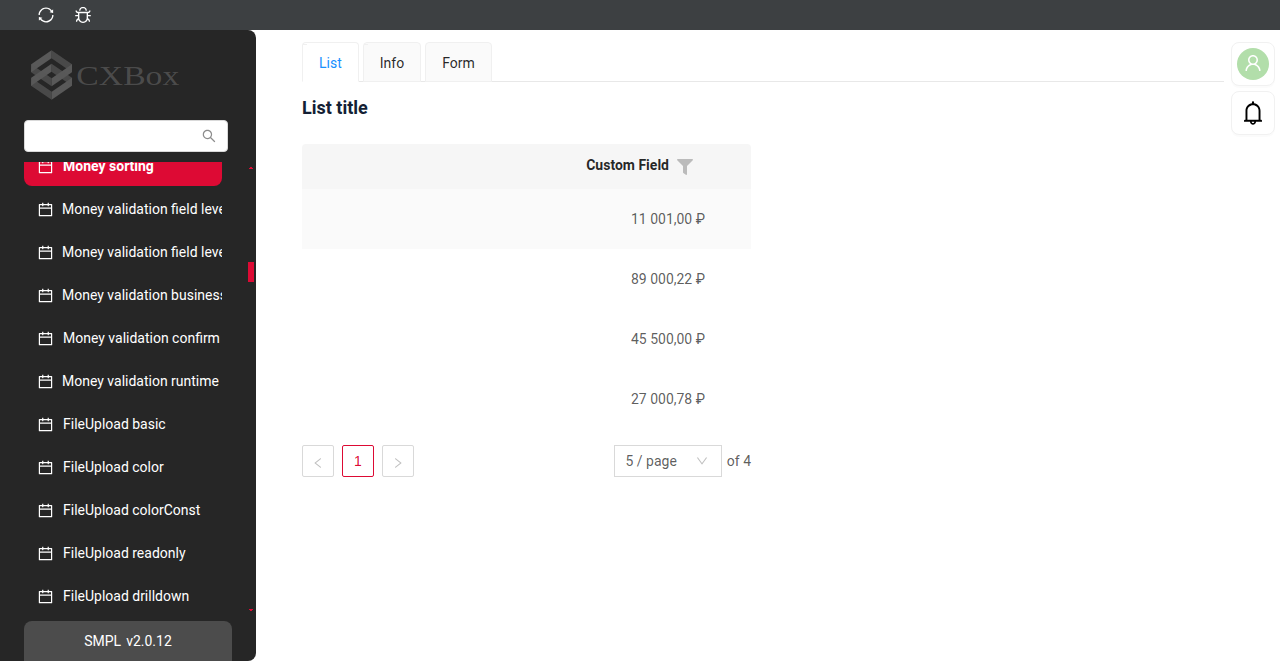 CXBox
Money sorting
Money validation field leve
Money validation field leve
Money validation business
Money validation confirm
Money validation runtime
FileUpload basic
FileUpload color
FileUpload colorConst
FileUpload readonly
FileUpload drilldown
SMPL v2.0.12
List
Info
Form
List title
Custom Field
11 001,00 ₽
89 000,22 ₽
45 500,00 ₽
27 000,78 ₽
< 1 >
5 / page
of 4